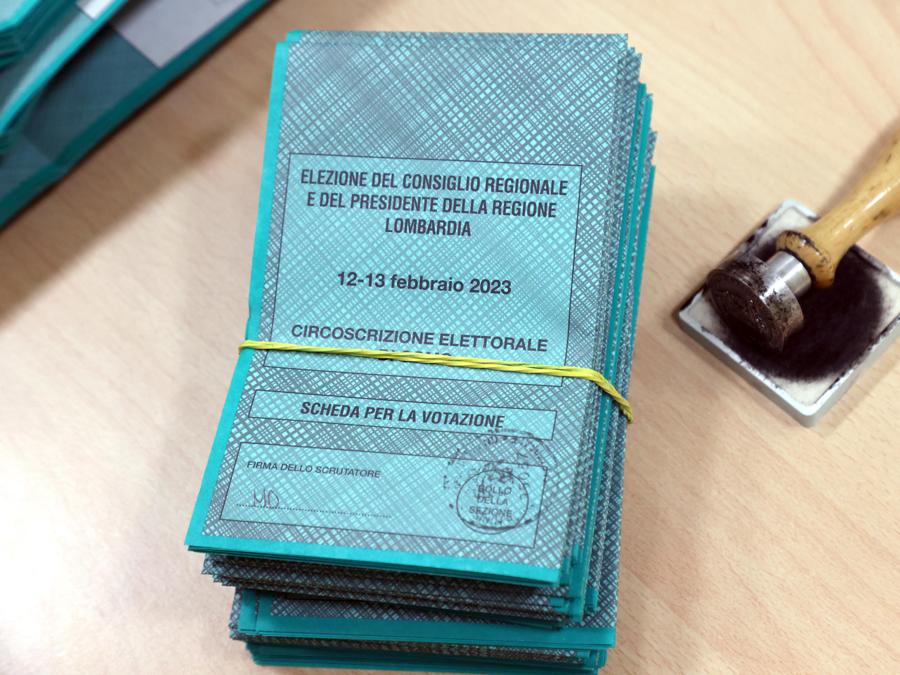 ELEZIONE DEL CONSIGLIO REGIONALE
E DEL PRESIDENTE DELLA REGIONE
LOMBARDIA
12-13 febbraio 2023
CIRCOSCRIZIONE ELETTORALE
SCHEDA PER LA VOTAZIONE
FIRMA DELLO SCRUTATORE
MD
BOLLO
DELLA
SEZIONE